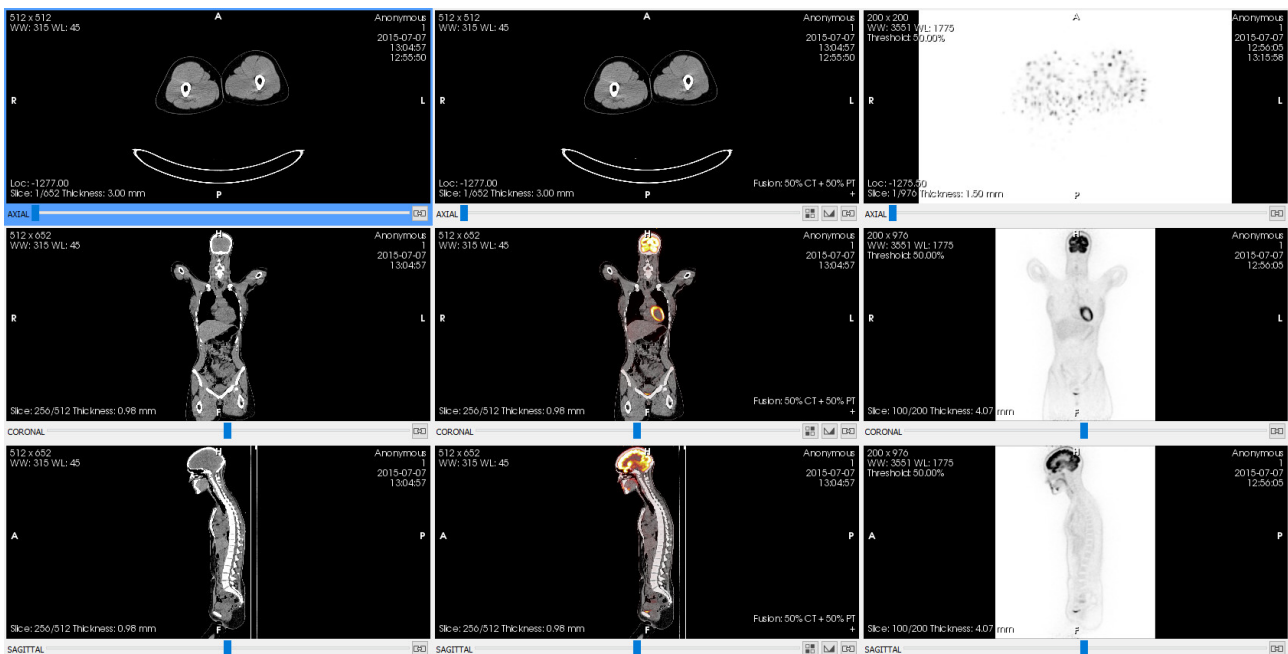 512 x 512
WW: 315 WL: 45
A
Anonymous
1
2015-07-07
13:04:57
12:55:50
R
L
Loc: -1277.00
Slice: 1/652 Thickness: 3.00 mm
P
AXIAL
512 x 512
WW: 315 WL: 45
A
Anonymous
1
2015-07-07
13:04:57
12:55:50
R
L
Loc: -1277.00
Slice: 1/652 Thickness: 3.00 mm
P
Fusion: 50% CT + 50% PT
+
AXIAL
200 x 200
WW: 3551 WL: 1775
Threshold: 50.00%
A
Anonymous
1
2015-07-07
12:56:05
13:15:58
R
L
Loc: -1275.50
Slice: 1/976 Thickness: 1.50 mm
P
AXIAL
512 x 652
WW: 315 WL: 45
H
Anonymous
1
2015-07-07
13:04:57
R
L
Slice: 256/512 Thickness: 0.98 mm
F
CORONAL
512 x 652
WW: 315 WL: 45
H
Anonymous
1
2015-07-07
13:04:57
R
L
Slice: 256/512 Thickness: 0.98 mm
F
Fusion: 50% CT + 50% PT
+
CORONAL
200 x 976
WW: 3551 WL: 1775
Threshold: 50.00%
H
Anonymous
1
2015-07-07
12:56:05
R
L
Slice: 100/200 Thickness: 4.07 mm
F
CORONAL
512 x 652
WW: 315 WL: 45
H
Anonymous
1
2015-07-07
13:04:57
A
P
Slice: 256/512 Thickness: 0.98 mm
F
SAGITTAL
512 x 652
WW: 315 WL: 45
H
Anonymous
1
2015-07-07
13:04:57
A
P
Slice: 256/512 Thickness: 0.98 mm
F
Fusion: 50% CT + 50% PT
+
SAGITTAL
200 x 976
WW: 3551 WL: 1775
Threshold: 50.00%
H
Anonymous
1
2015-07-07
12:56:05
A
P
Slice: 100/200 Thickness: 4.07 mm
F
SAGITTAL